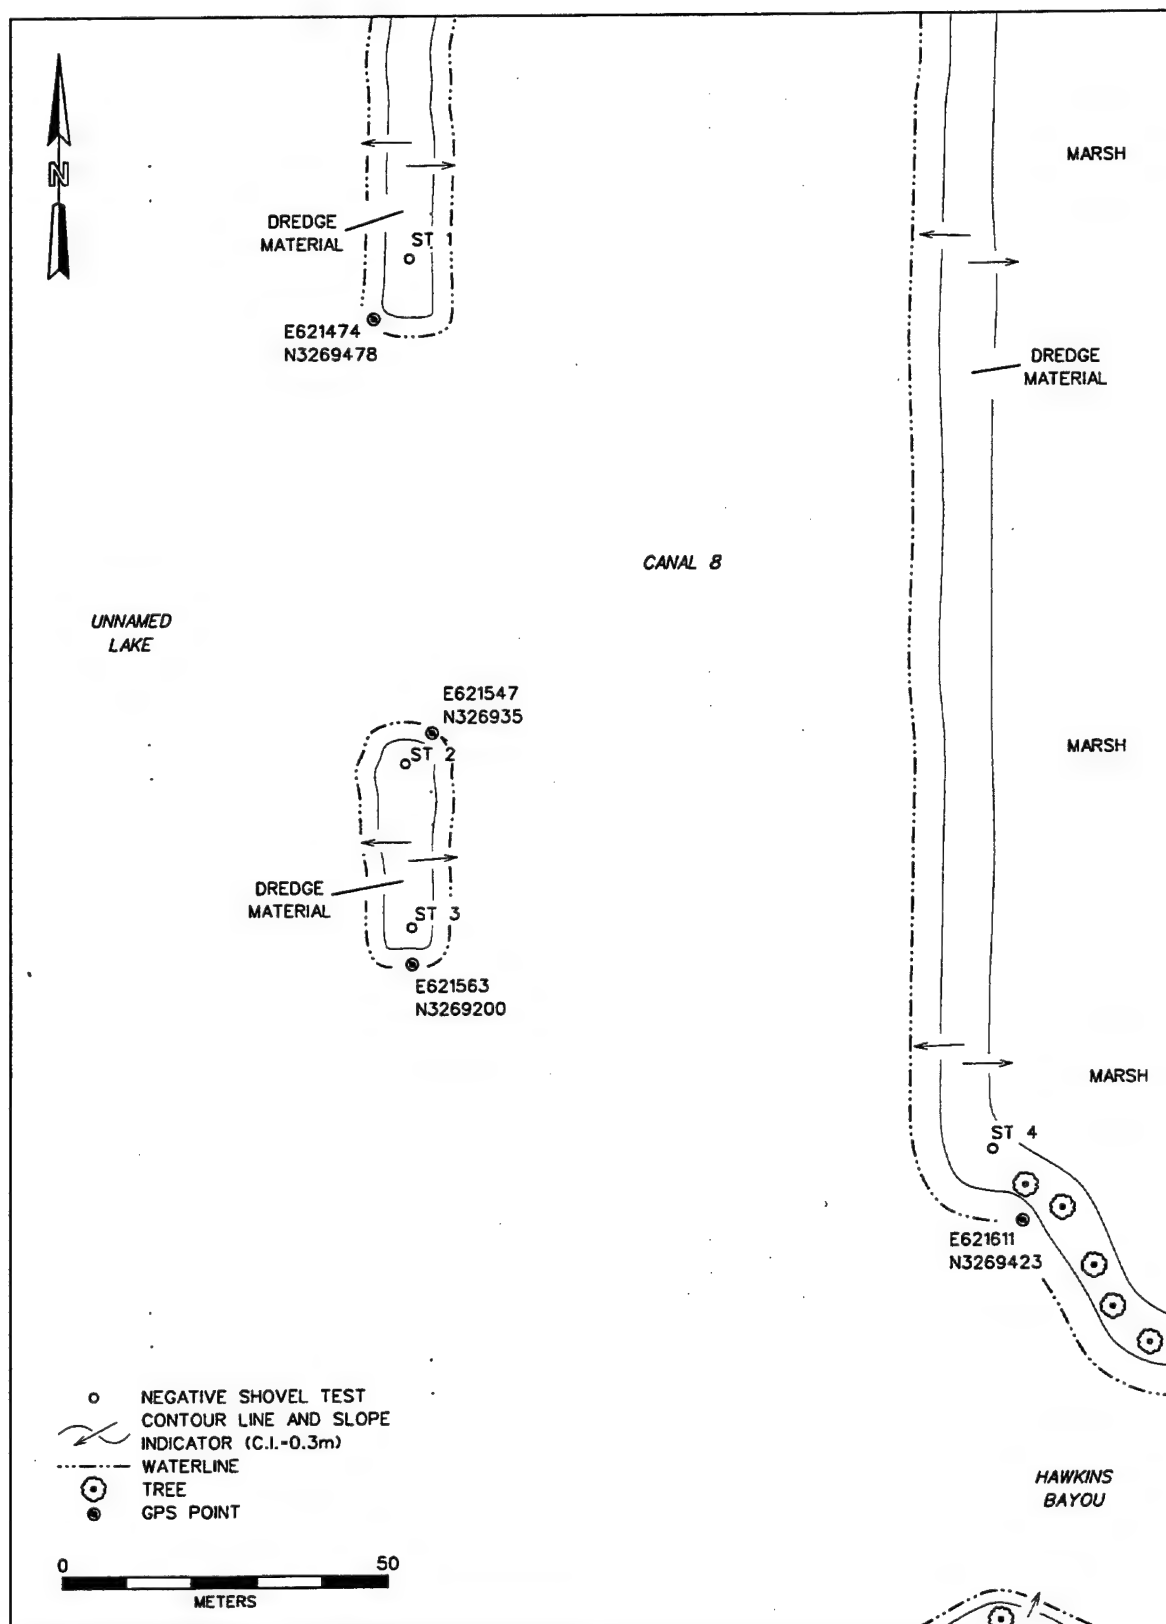 MARSH
N
DREDGE
MATERIAL
ST 1
E621474
N3269478
DREDGE
MATERIAL
CANAL 8
UNNAMED
LAKE
E621547
N326935
ST 2
MARSH
DREDGE
MATERIAL
ST 3
E621563
N3269200
MARSH
ST 4
E621611
N3269423
NEGATIVE SHOVEL TEST
CONTOUR LINE AND SLOPE
INDICATOR (C.I.-0.3m)
WATERLINE
TREE
GPS POINT
HAWKINS
BAYOU
0 50
METERS